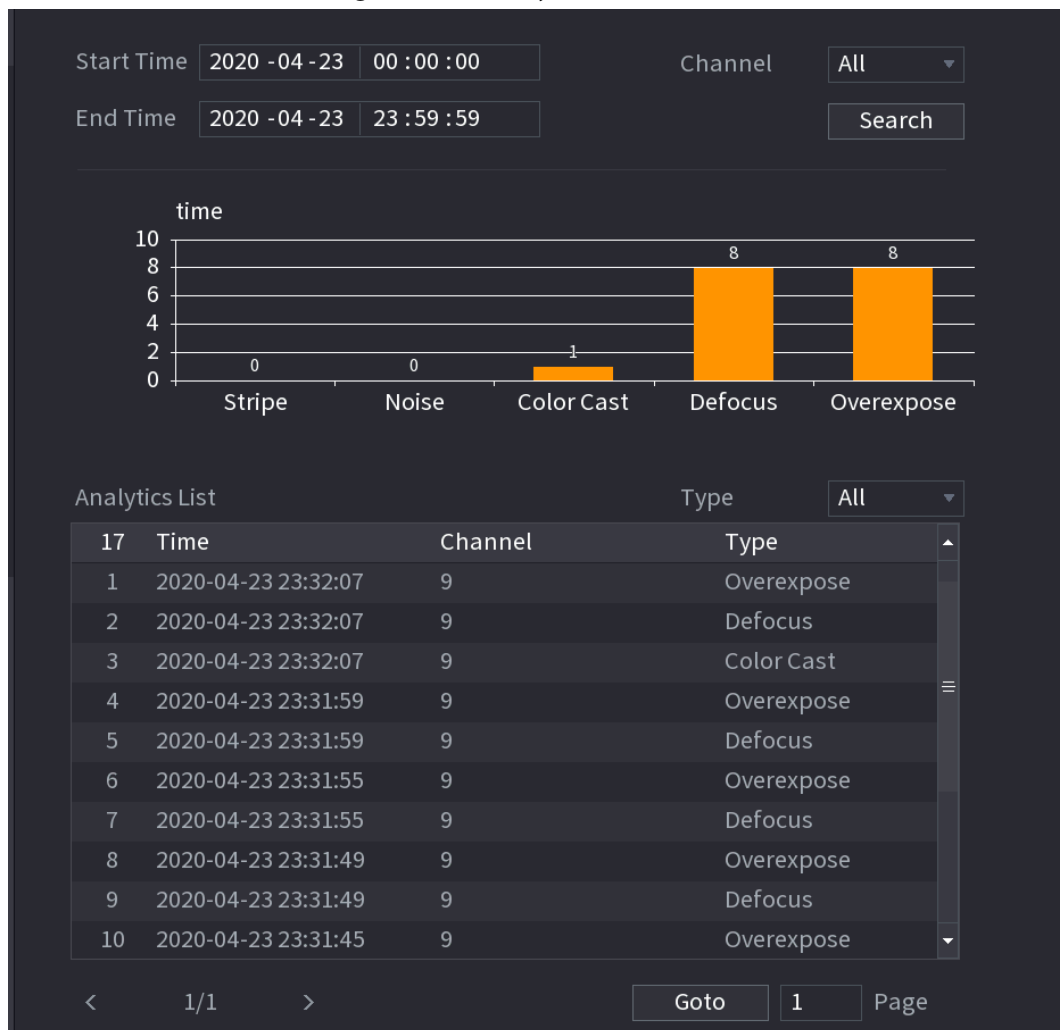 Start Time 2020 -04 -23 00 : 00 : 00 Channel All
End Time 2020 -04 -23 23 : 59 : 59 Search
time
10
8
6
4
2
0
8 8
1
0 0
Stripe Noise Color Cast Defocus Overexpose
Analytics List Type All
17 Time Channel Type
1 2020-04-23 23:32:07 9 Overexpose
2 2020-04-23 23:32:07 9 Defocus
3 2020-04-23 23:32:07 9 Color Cast
4 2020-04-23 23:31:59 9 Overexpose
5 2020-04-23 23:31:59 9 Defocus
6 2020-04-23 23:31:55 9 Overexpose
7 2020-04-23 23:31:55 9 Defocus
8 2020-04-23 23:31:49 9 Overexpose
9 2020-04-23 23:31:49 9 Defocus
10 2020-04-23 23:31:45 9 Overexpose
< 1/1 > Goto 1 Page